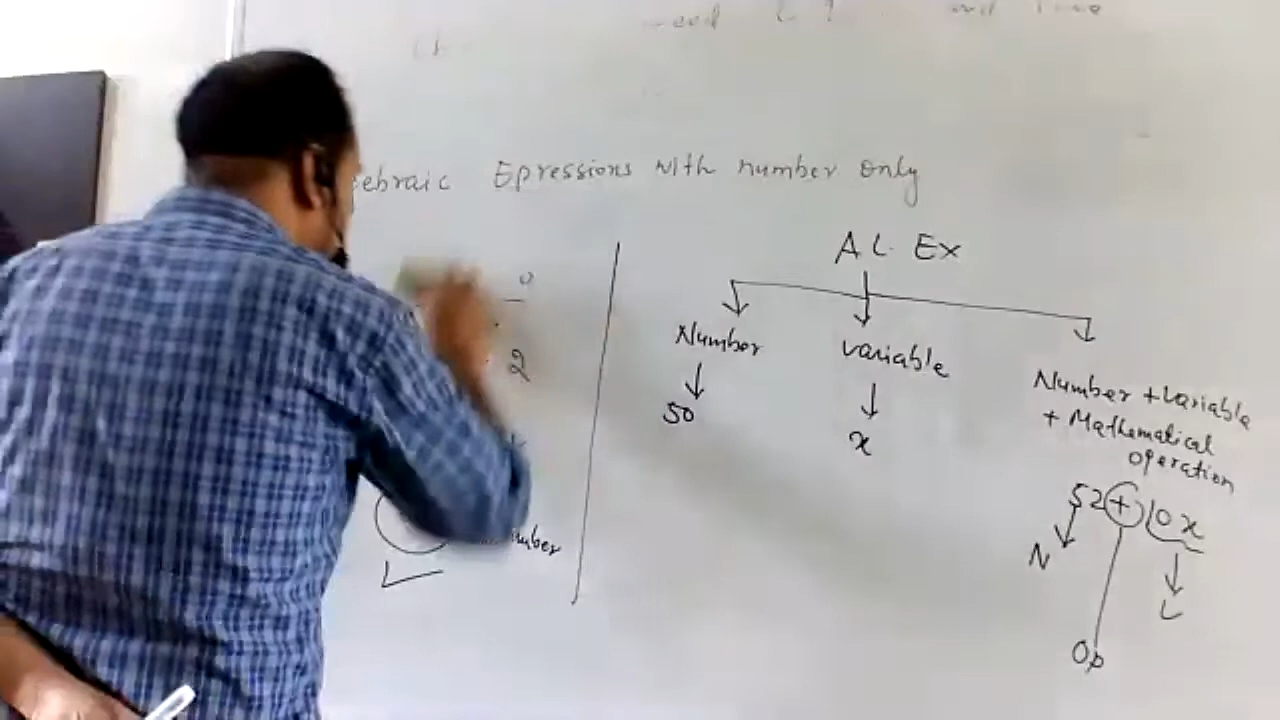 ebraic Epressions with number only
AL. Ex
Number
variable
Number + Variable
+ Mathematical
operation
50
x
2
52 + 10x
N
L
Op